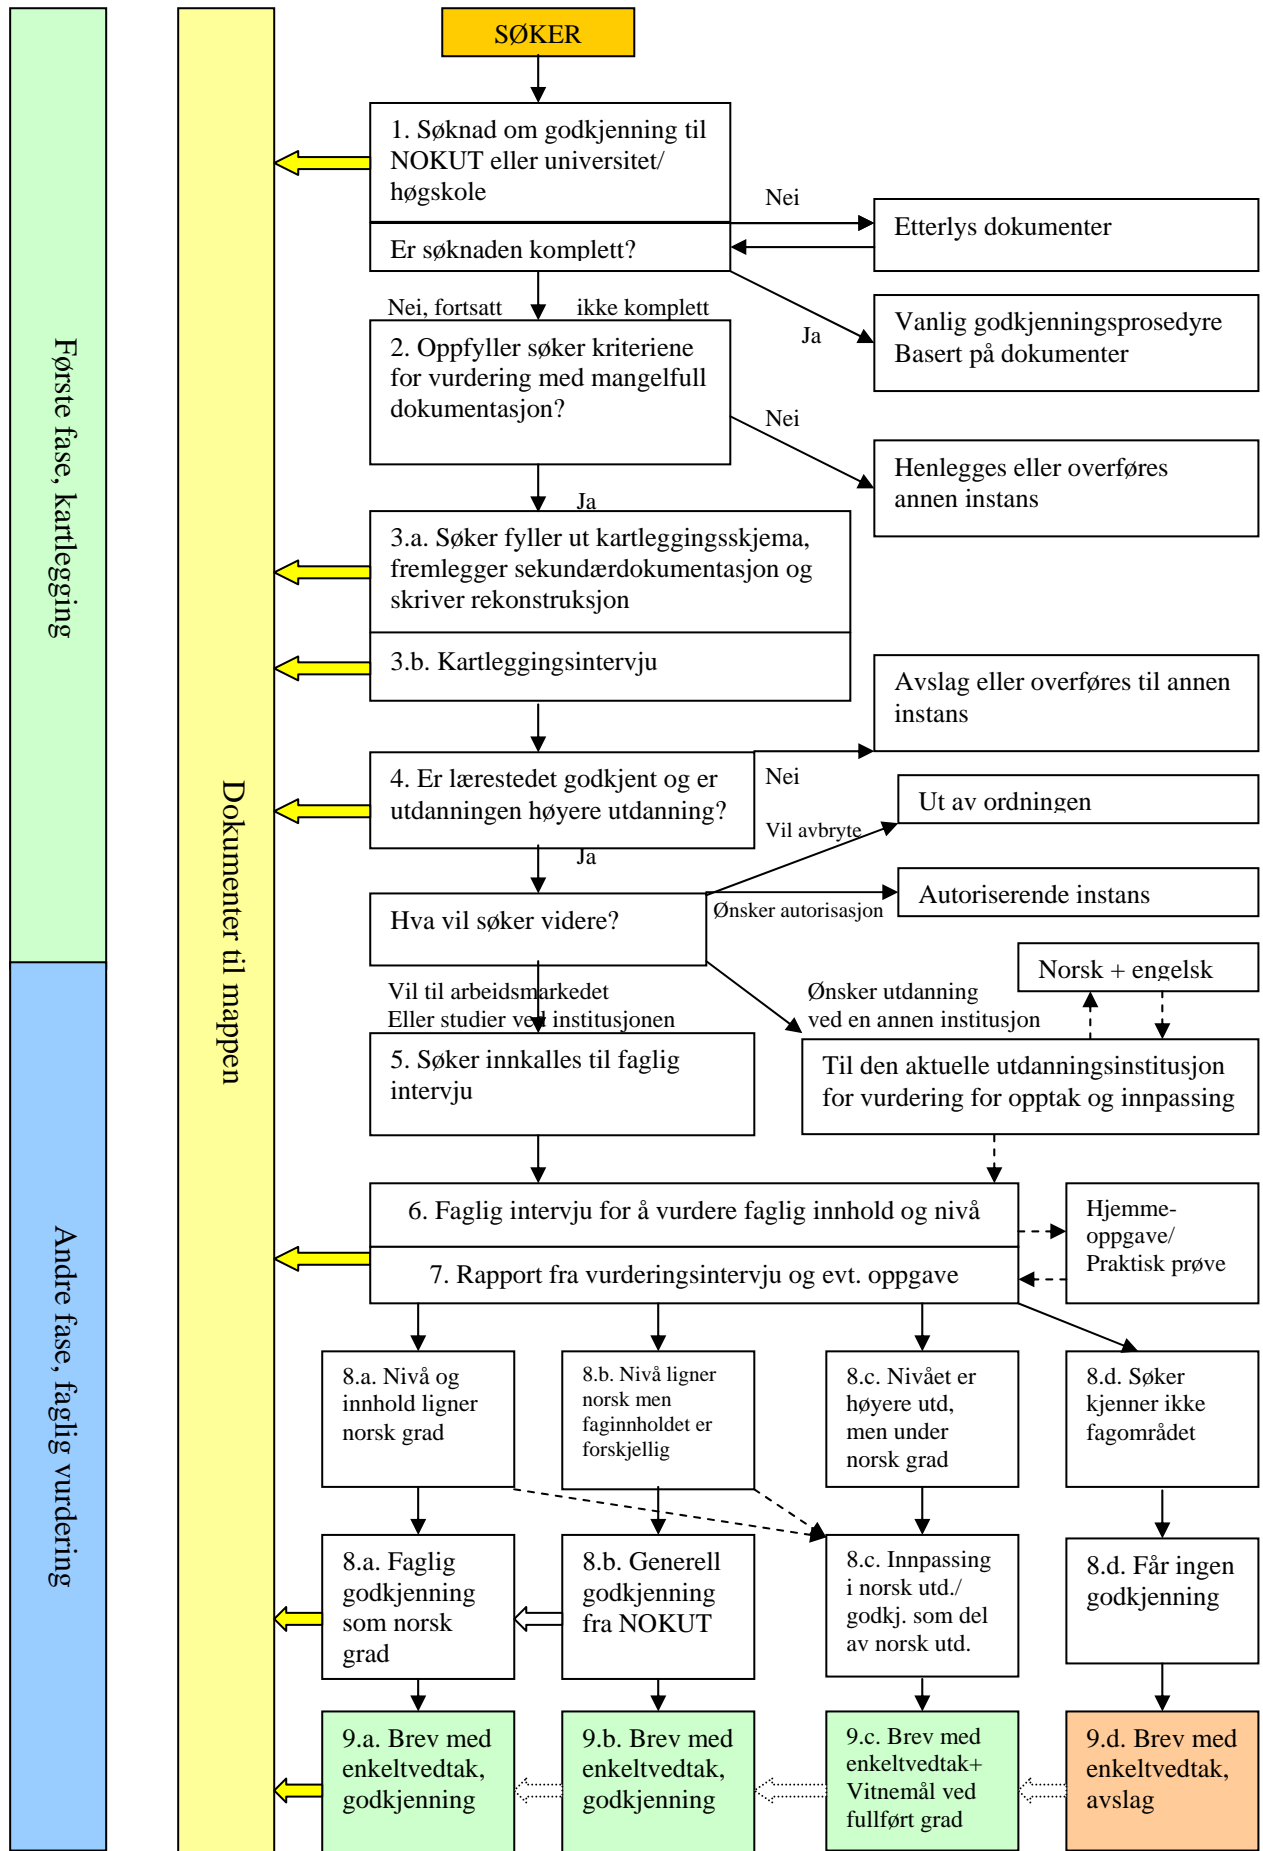 SØKER
1. Søknad om godkjenning til
NOKUT eller universitet/
høgskole
Nei
Etterlys dokumenter
Er søknaden komplett?
Nei, fortsatt
ikke komplett
Ja
Vanlig godkjenningsprosedyre
Basert på dokumenter
2. Oppfyller søker kriteriene
for vurdering med mangelfull
dokumentasjon?
Nei
Henlegges eller overføres
annen instans
Ja
3.a. Søker fyller ut kartleggingsskjema,
fremlegger sekundærdokumentasjon og
skriver rekonstruksjon
3.b. Kartleggingsintervju
Avslag eller overføres til annen
instans
4. Er lærestedet godkjent og er
utdanningen høyere utdanning?
Nei
Ut av ordningen
Vil avbryte
Ja
Hva vil søker videre?
Ønsker autorisasjon
Autoriserende instans
Norsk + engelsk
Vil til arbeidsmarkedet
Eller studier ved institusjonen
Ønsker utdanning
ved en annen institusjon
5. Søker innkalles til faglig
intervju
Til den aktuelle utdanningsinstitusjon
for vurdering for opptak og innpassing
6. Faglig intervju for å vurdere faglig innhold og nivå
Hjemme-
oppgave/
Praktisk prøve
7. Rapport fra vurderingsintervju og evt. oppgave
8.a. Nivå og
innhold ligner
norsk grad
8.b. Nivå ligner
norsk men
faginnholdet er
forskjellig
8.c. Nivået er
høyere utd,
men under
norsk grad
8.d. Søker
kjenner ikke
fagområdet
8.a. Faglig
godkjenning
som norsk
grad
8.b. Generell
godkjenning
fra NOKUT
8.c. Innpassing
i norsk utd./
godkj. som del
av norsk utd.
8.d. Får ingen
godkjenning
9.a. Brev med
enkeltvedtak,
godkjenning
9.b. Brev med
enkeltvedtak,
godkjenning
9.c. Brev med
enkeltvedtak+
Vitnemål ved
fullført grad
9.d. Brev med
enkeltvedtak,
avslag
Første fase, kartlegging
Andre fase, faglig vurdering
Dokumenter til mappen